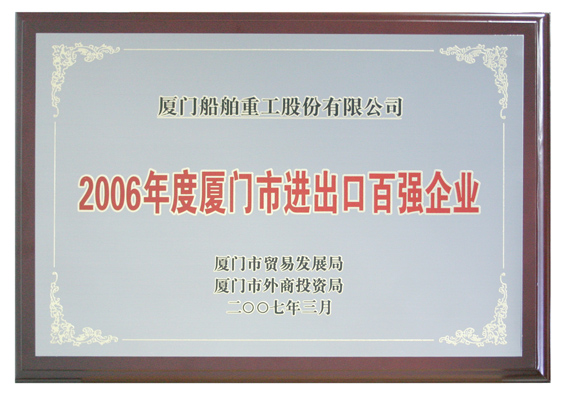 厦门船舶重工股份有限公司
2006年度厦门市进出口百强企业
厦门市贸易发展局
厦门市外商投资局
二〇〇七年三月